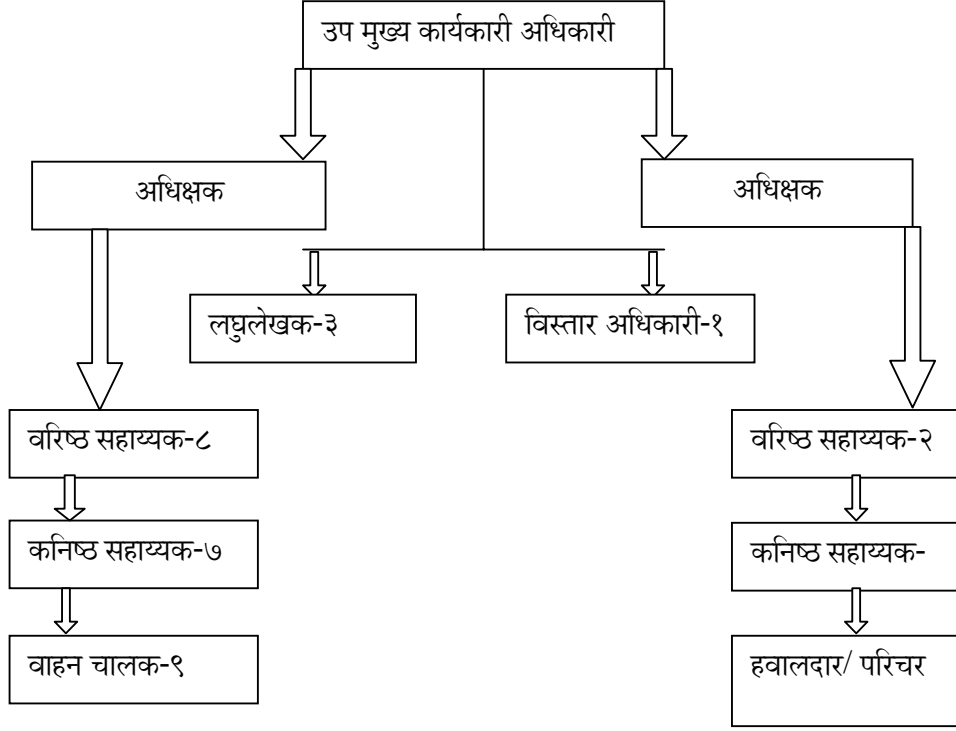 उप मुख्य कार्यकारी अधिकारी
अधिक्षक
अधिक्षक
लघुलेखक-३
विस्तार अधिकारी-१
वरिष्ठ सहाय्यक-८
वरिष्ठ सहाय्यक-२
कनिष्ठ सहाय्यक-७
कनिष्ठ सहाय्यक-
वाहन चालक-९
हवालदार/ परिचर